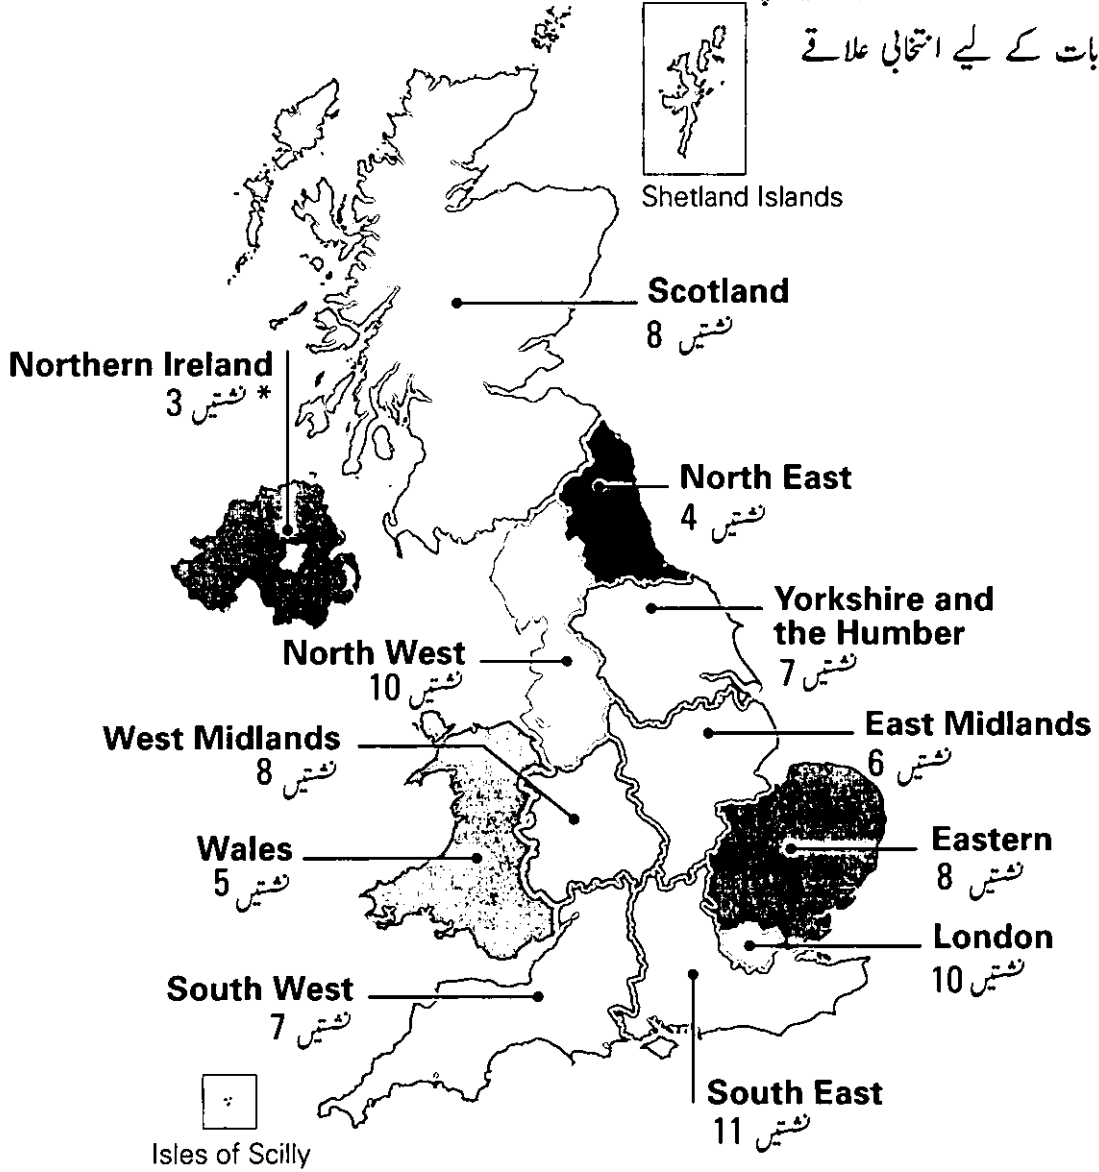 بات کے لیے انتخابی علاقے
Shetland Islands
Scotland
8 نشستیں
Northern Ireland
3 نشستیں *
North East
4 نشستیں
Yorkshire and
the Humber
7 نشستیں
North West
10 نشستیں
East Midlands
6 نشستیں
West Midlands
8 نشستیں
Eastern
8 نشستیں
Wales
5 نشستیں
London
10 نشستیں
South West
7 نشستیں
South East
11 نشستیں
Isles of Scilly